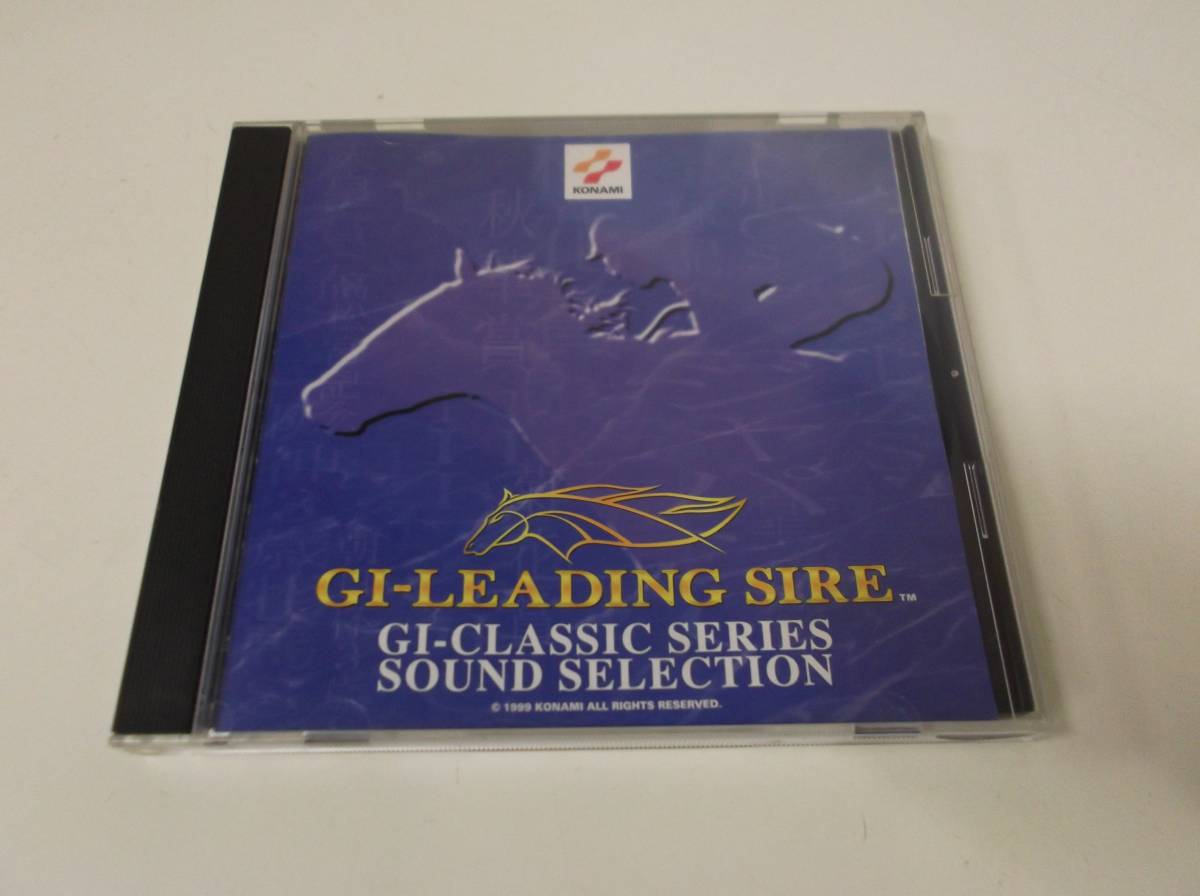 KONAMI
GI-LEADING SIRE™
GI-CLASSIC SERIES
SOUND SELECTION
© 1999 KONAMI ALL RIGHTS RESERVED.